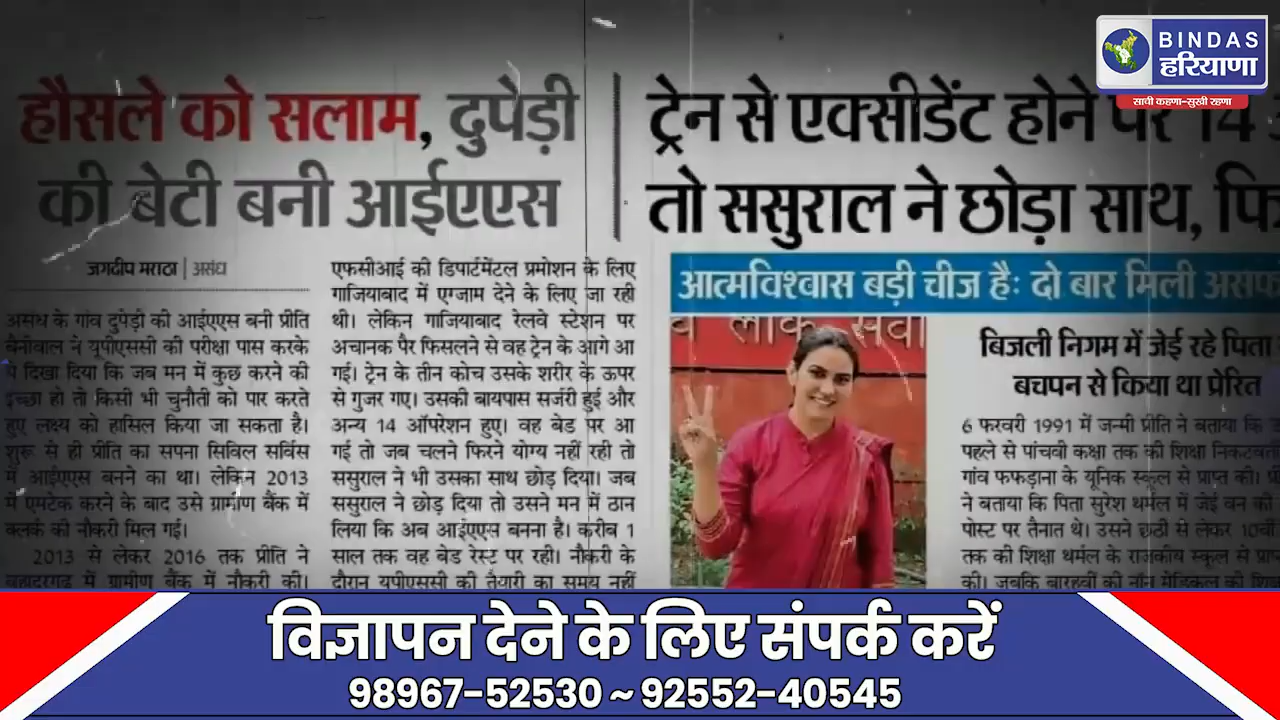 BINDAS
हरियाणा
साची कहणा-सुखी रहणा
हौसले को सलाम, दुपेड़ी
की बेटी बनी आईएएस
जगदीप मराठा | असंध
असंध के गांव दुपेड़ी की आईएएस बनी प्रीति
बैनीवाल ने यूपीएससी की परीक्षा पास करके
ये दिखा दिया कि जब मन में कुछ करने की
इच्छा हो तो किसी भी चुनौती को पार करते
हुए लक्ष्य को हासिल किया जा सकता है।
शुरू से ही प्रीति का सपना सिविल सर्विस
में आईएएस बनने का था। लेकिन 2013
में एमटेक करने के बाद उसे ग्रामीण बैंक में
क्लर्क की नौकरी मिल गई।
2013 से लेकर 2016 तक प्रीति ने
बहादुरगढ़ में ग्रामीण बैंक में नौकरी की।
एफसीआई की डिपार्टमेंटल प्रमोशन के लिए
गाजियाबाद में एग्जाम देने के लिए जा रही
थी। लेकिन गाजियाबाद रेलवे स्टेशन पर
अचानक पैर फिसलने से वह ट्रेन के आगे आ
गई। ट्रेन के तीन कोच उसके शरीर के ऊपर
से गुजर गए। उसकी बायपास सर्जरी हुई और
अन्य 14 ऑपरेशन हुए। वह बेड पर आ
गई तो जब चलने फिरने योग्य नहीं रही तो
ससुराल ने भी उसका साथ छोड़ दिया। जब
ससुराल ने छोड़ दिया तो उसने मन में ठान
लिया कि अब आईएएस बनना है। करीब 1
साल तक वह बेड रेस्ट पर रही। नौकरी के
दौरान यूपीएससी की तैयारी का समय नहीं
ट्रेन से एक्सीडेंट होने पर 14
तो ससुराल ने छोड़ा साथ,
आत्मविश्वास बड़ी चीज है: दो बार मिली
लोक सेवा
बिजली निगम में जेई रहे पिता
बचपन से किया था प्रेरित
6 फरवरी 1991 में जन्मी प्रीति ने बताया कि
पहले से पांचवी कक्षा तक की शिक्षा निकटवर्ती
गांव फफड़ाना के यूनिक स्कूल से प्राप्त की।
ने बताया कि पिता सुरेश थर्मल में जेई वन की
पोस्ट पर तैनात थे। उसने छठी से लेकर 10वीं
तक की शिक्षा थर्मल के राजकीय स्कूल से
की। जबकि बारहवीं की नॉन मेडिकल की
विज्ञापन देने के लिए संपर्क करें
98967-52530 ~ 92552-40545